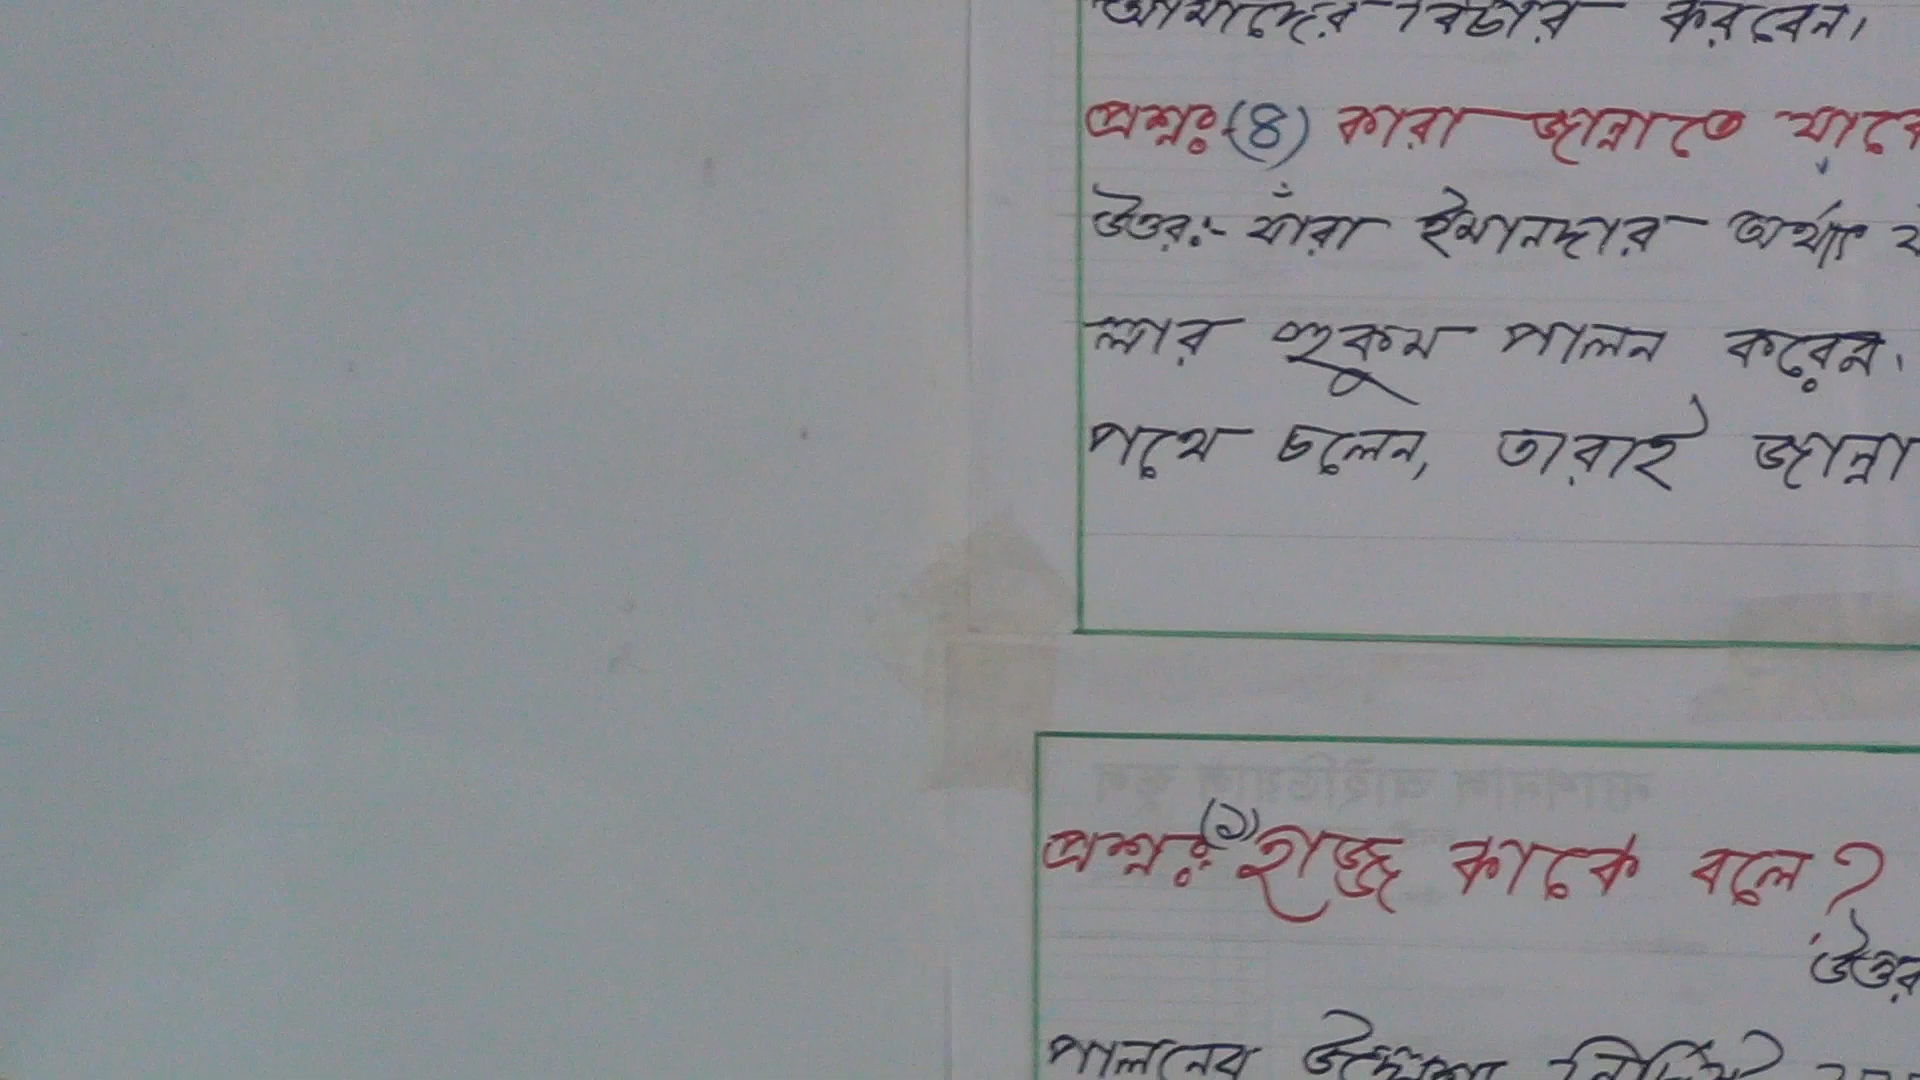 আমাদের বিচার করবেন।
প্রশ্নঃ(৪) কারা জান্নাতে যাবে
উত্তর:- যাঁরা ইমানদার অর্থাৎ
ল্লার হুকুম পালন করেন।
পথে চলেন, তারাই জান্না
প্রশ্নঃ(১) হাজ্জ কাকে বলে?
উত্তর
পালনের উদ্দেশ্যে